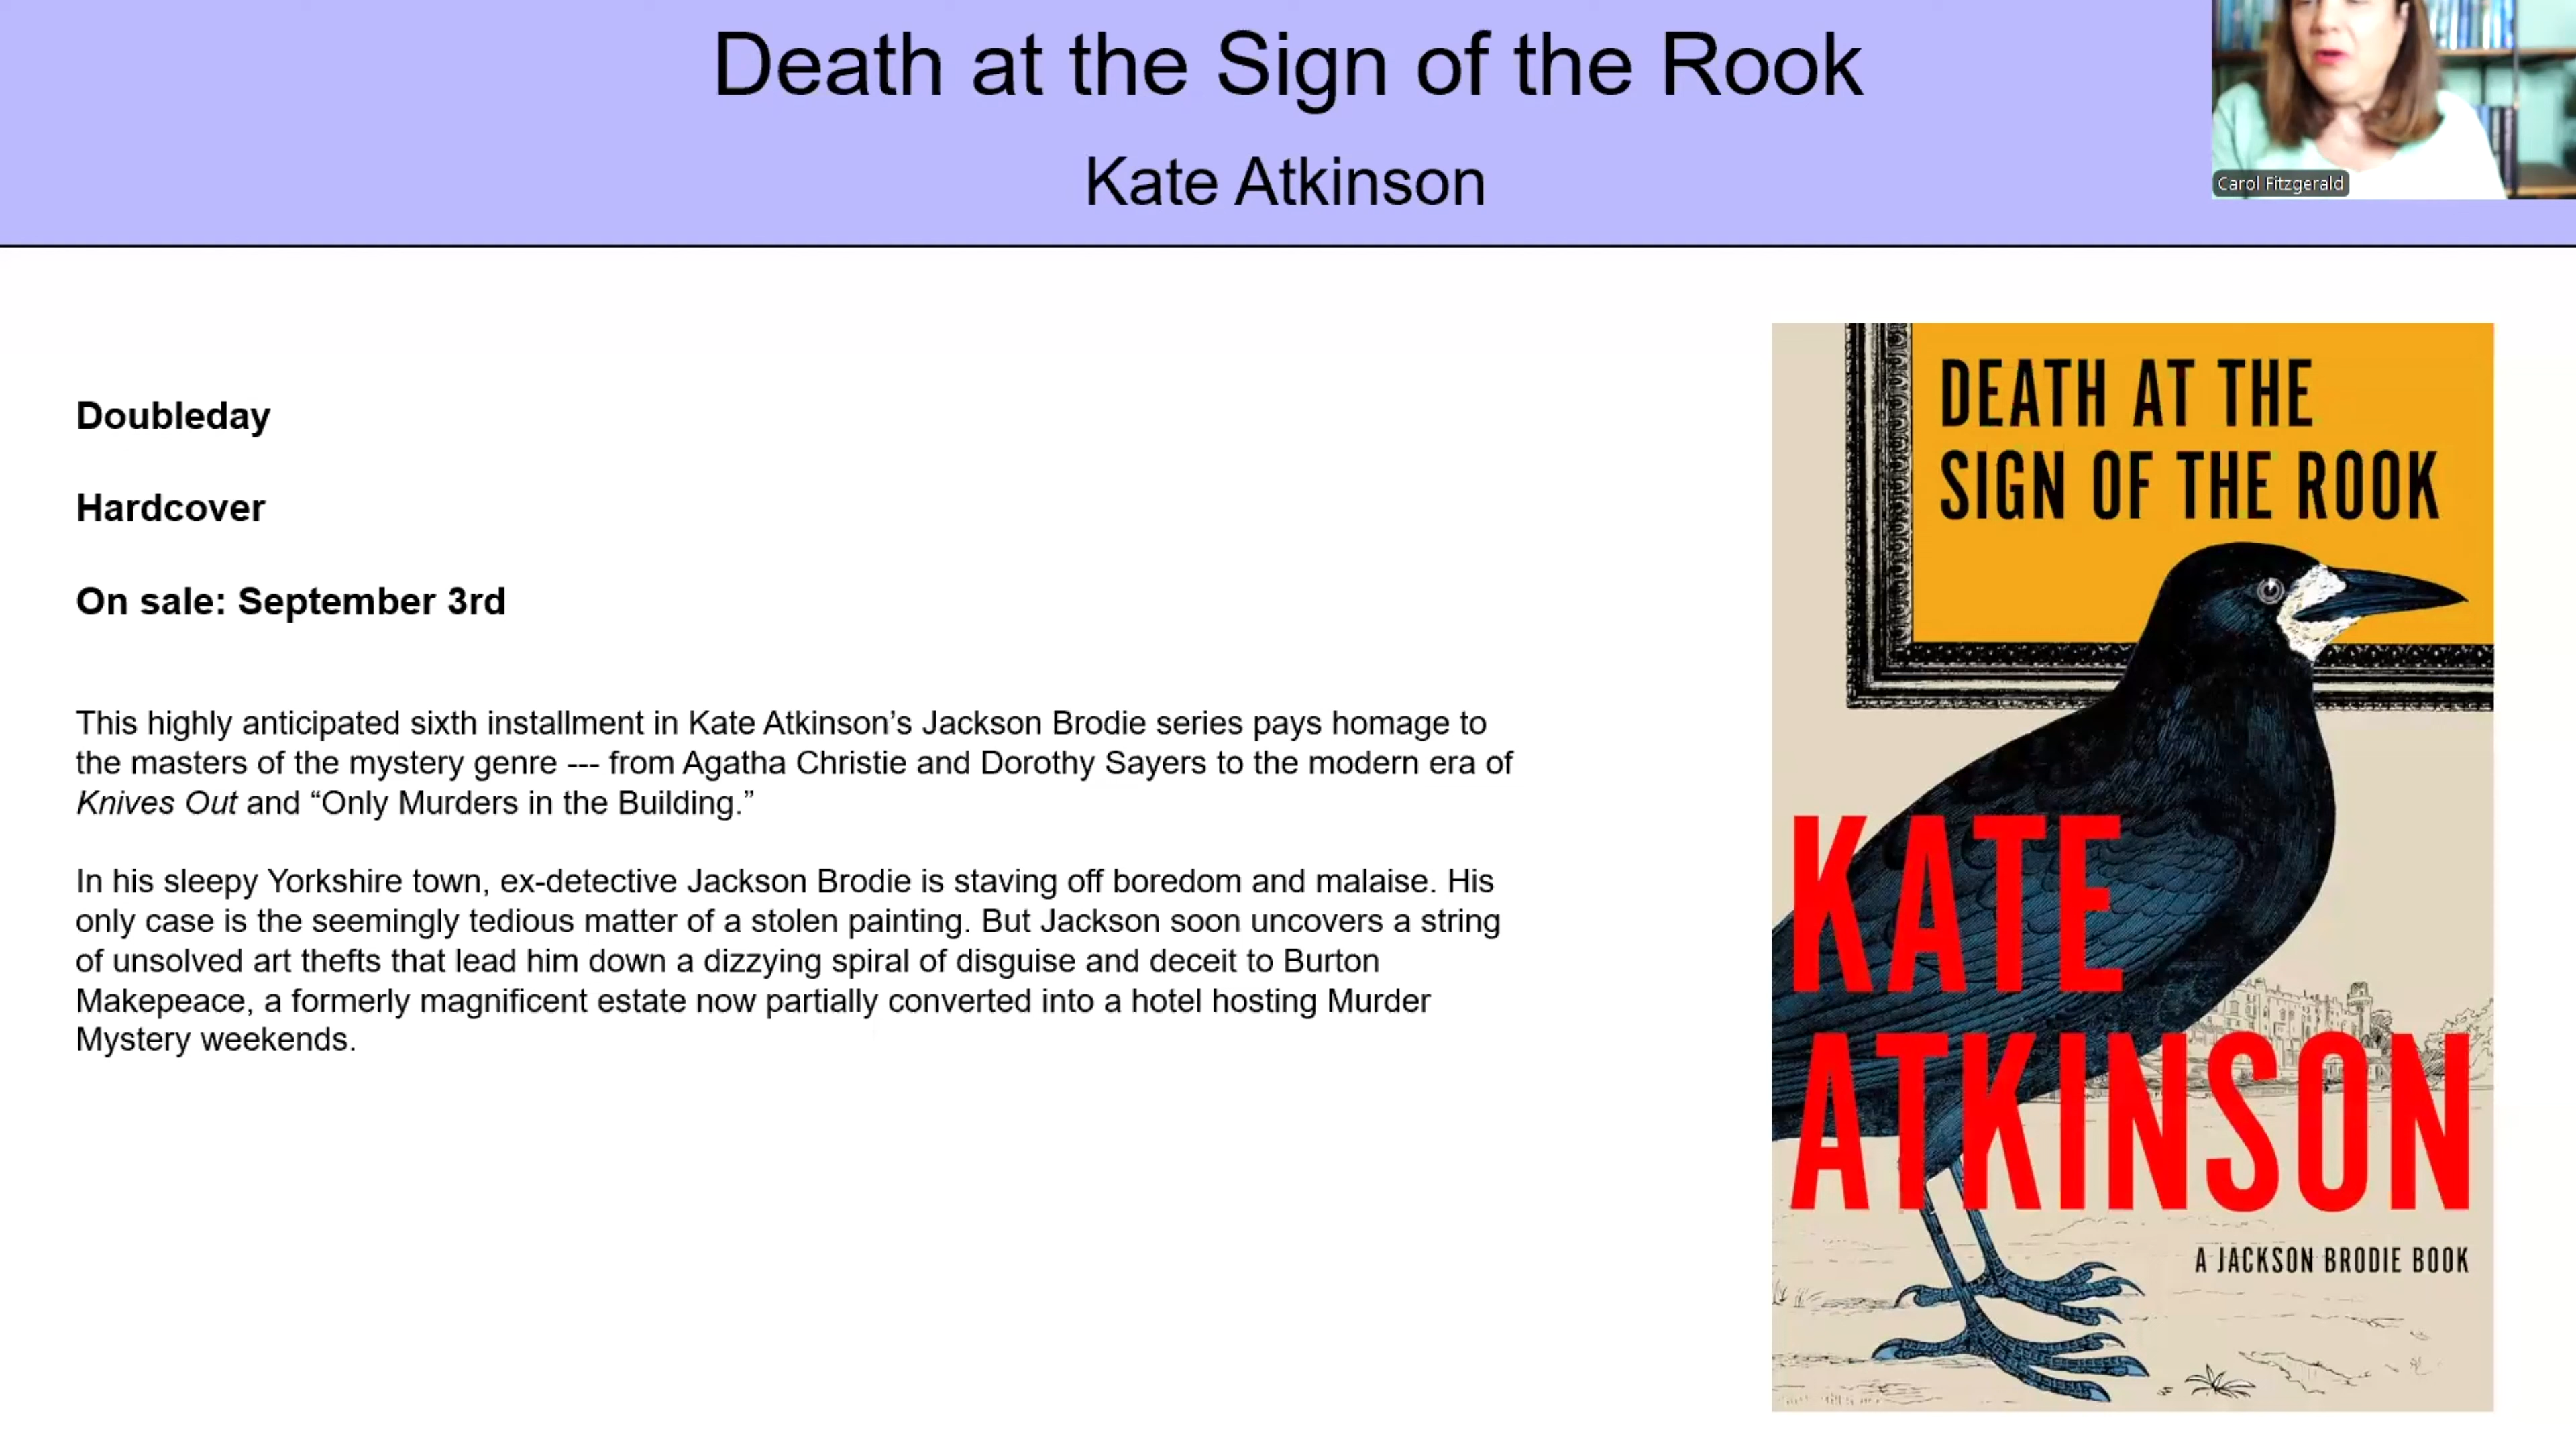 Death at the Sign of the Rook
Kate Atkinson
Carol Fitzgerald
Doubleday
Hardcover
On sale: September 3rd
This highly anticipated sixth installment in Kate Atkinson’s Jackson Brodie series pays homage to
the masters of the mystery genre --- from Agatha Christie and Dorothy Sayers to the modern era of
Knives Out and “Only Murders in the Building.”
In his sleepy Yorkshire town, ex-detective Jackson Brodie is staving off boredom and malaise. His
only case is the seemingly tedious matter of a stolen painting. But Jackson soon uncovers a string
of unsolved art thefts that lead him down a dizzying spiral of disguise and deceit to Burton
Makepeace, a formerly magnificent estate now partially converted into a hotel hosting Murder
Mystery weekends.
DEATH AT THE
SIGN OF THE ROOK
KATE
ATKINSON
A JACKSON BRODIE BOOK